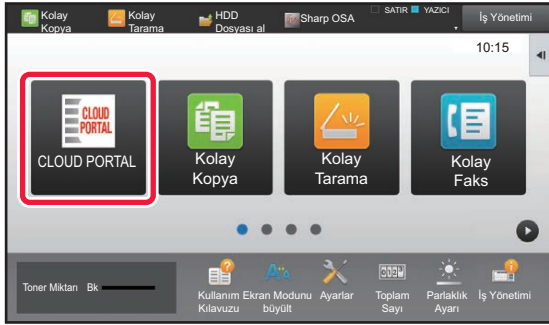 Kolay
Kopya
Kolay
Tarama
HDD
Dosyası al
Sharp OSA
SATIR
YAZICI
İş Yönetimi
10:15
CLOUD
PORTAL
CLOUD PORTAL
Kolay
Kopya
Kolay
Tarama
Kolay
Faks
Toner Miktarı Bk
Kullanım
Kılavuzu
Ekran Modunu
büyült
Ayarlar
Toplam
Sayı
Parlaklık
Ayarı
İş Yönetimi